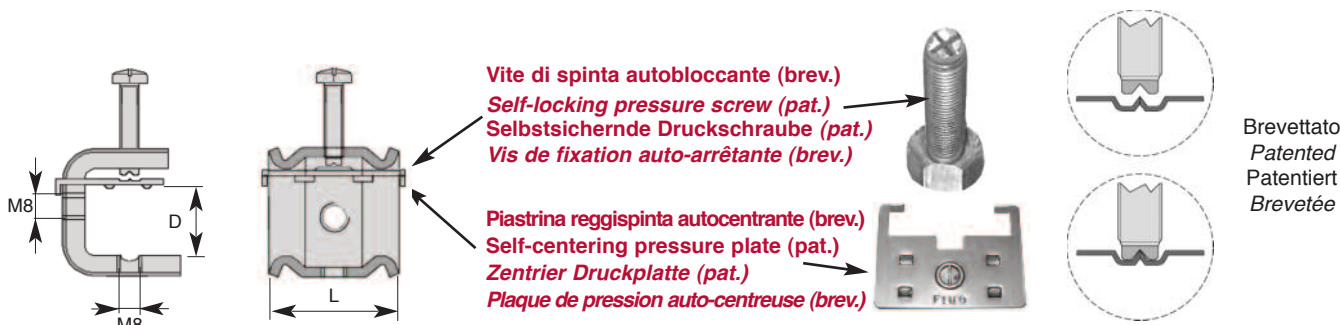 Vite di spinta autobloccante (brev.)
Self-locking pressure screw (pat.)
Selbstsichernde Druckschraube (pat.)
Vis de fixation auto-arrêtante (brev.)
Brevettato
Patented
Patentiert
Brevetée
M8
D
Piastrina reggispinta autocentrante (brev.)
Self-centering pressure plate (pat.)
Zentrier Druckplatte (pat.)
Plaque de pression auto-centreuse (brev.)
L
M8